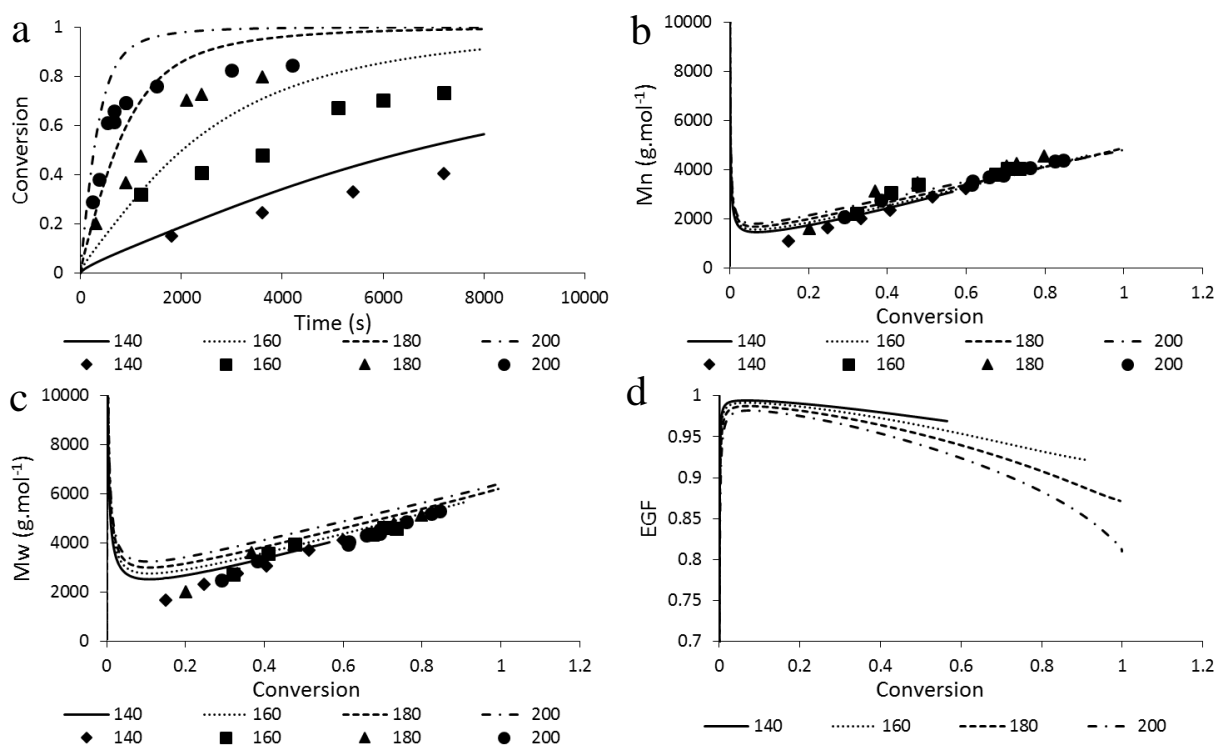 a
1
0.8
0.6
0.4
0.2
0
Conversion
0 2000 4000 6000 8000 10000
Time (s)
140 160 180 200
140 160 180 200
b
10000
8000
6000
4000
2000
0
Mn (g.mol⁻¹)
0 0.2 0.4 0.6 0.8 1 1.2
Conversion
140 160 180 200
140 160 180 200
c
10000
8000
6000
4000
2000
0
Mw (g.mol⁻¹)
0 0.2 0.4 0.6 0.8 1 1.2
Conversion
140 160 180 200
140 160 180 200
d
1
0.95
0.9
0.85
0.8
0.75
0.7
EGF
0 0.2 0.4 0.6 0.8 1 1.2
Conversion
140 160 180 200